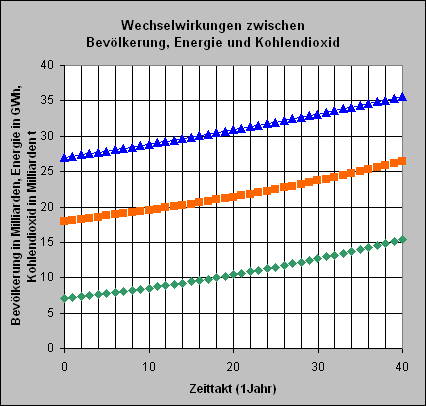 Wechselwirkungen zwischen
Bevölkerung, Energie und Kohlendioxid
Bevölkerung in Milliarden, Energie in GWh,
Kohlendioxid in Milliarden t
40
35
30
25
20
15
10
5
0
0
10
20
30
40
Zeittakt (1Jahr)